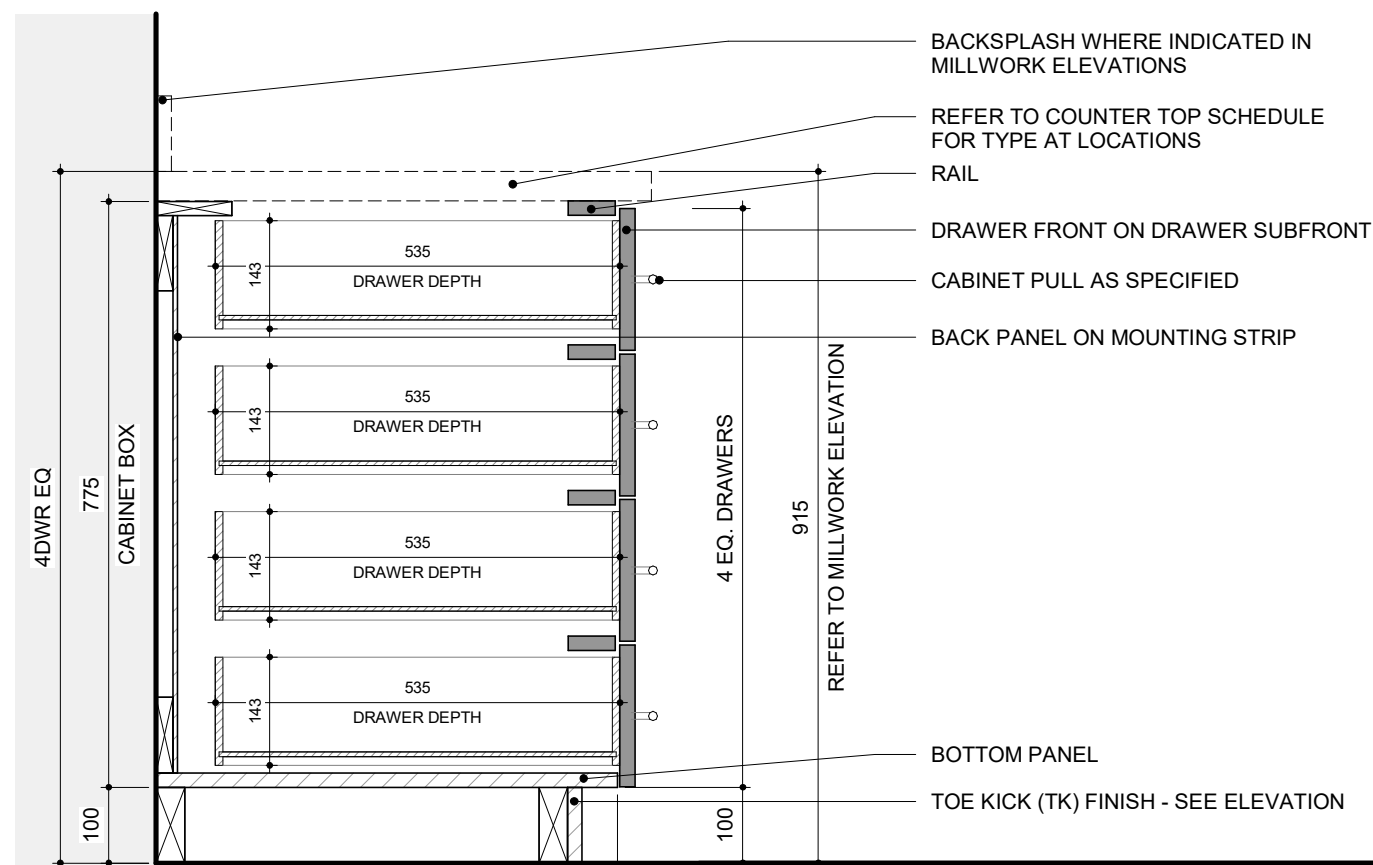 BACKSPLASH WHERE INDICATED IN
MILLWORK ELEVATIONS
REFER TO COUNTER TOP SCHEDULE
FOR TYPE AT LOCATIONS
RAIL
DRAWER FRONT ON DRAWER SUBFRONT
CABINET PULL AS SPECIFIED
BACK PANEL ON MOUNTING STRIP
BOTTOM PANEL
TOE KICK (TK) FINISH - SEE ELEVATION
4DWR EQ
775
CABINET BOX
100
143
535
DRAWER DEPTH
143
535
DRAWER DEPTH
143
535
DRAWER DEPTH
143
535
DRAWER DEPTH
4 EQ. DRAWERS
100
915
REFER TO MILLWORK ELEVATION